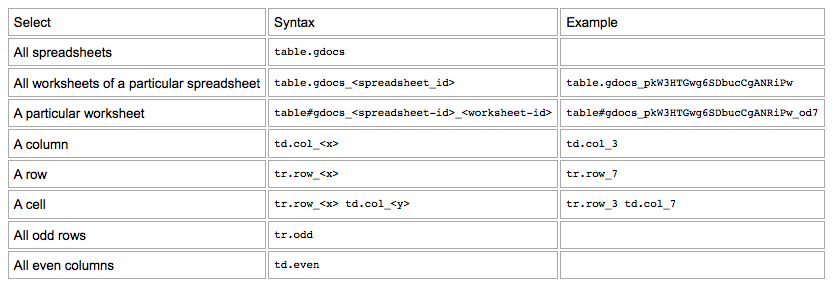 Select Syntax Example
All spreadsheets table.gdocs
All worksheets of a particular spreadsheet table.gdocs_<spreadsheet_id> table.gdocs_pkW3HTGwg6SDbucCgANRiPw
A particular worksheet table#gdocs_<spreadsheet-id>_<worksheet-id> table#gdocs_pkW3HTGwg6SDbucCgANRiPw_od7
A column td.col_<x> td.col_3
A row tr.row_<x> tr.row_7
A cell tr.row_<x> td.col_<y> tr.row_3 td.col_7
All odd rows tr.odd
All even columns td.even